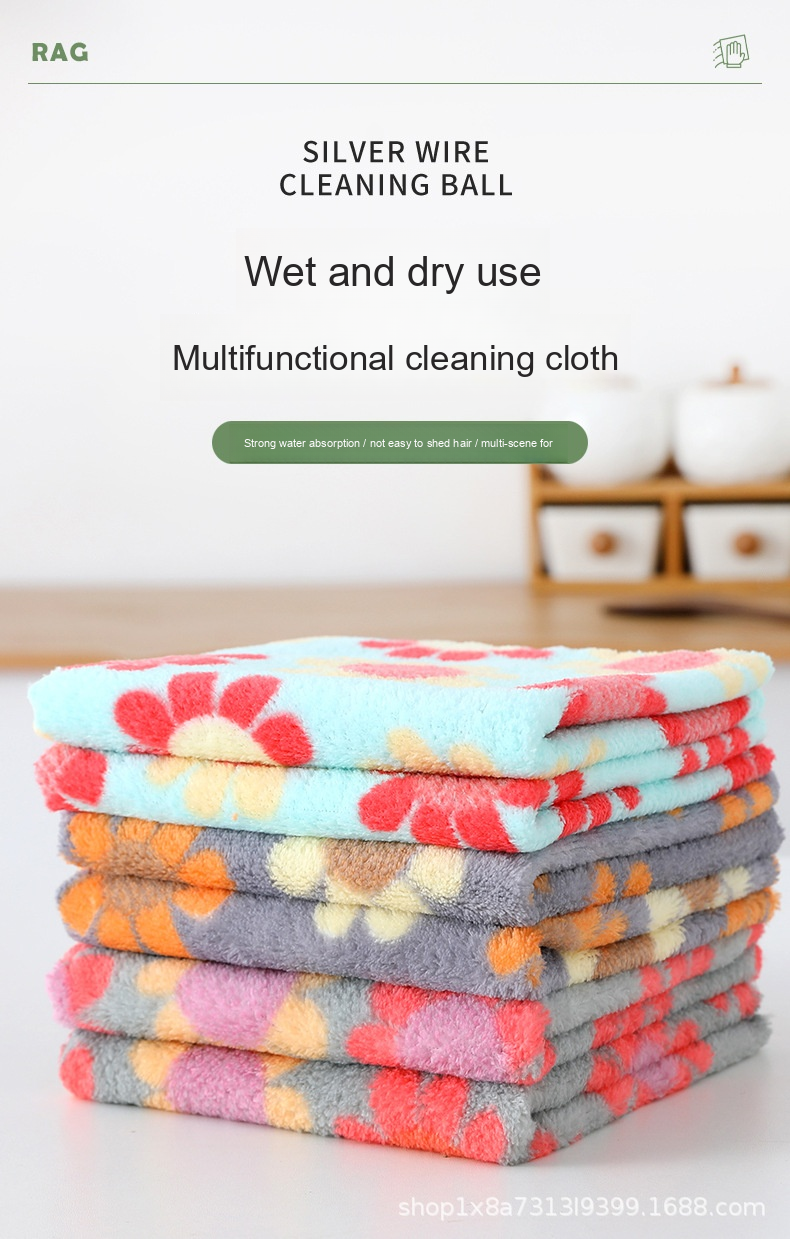 RAG
SILVER WIRE
CLEANING BALL
Wet and dry use
Multifunctional cleaning cloth
Strong water absorption / not easy to shed hair / multi-scene for
shop1x8a7313l9399.1688.com